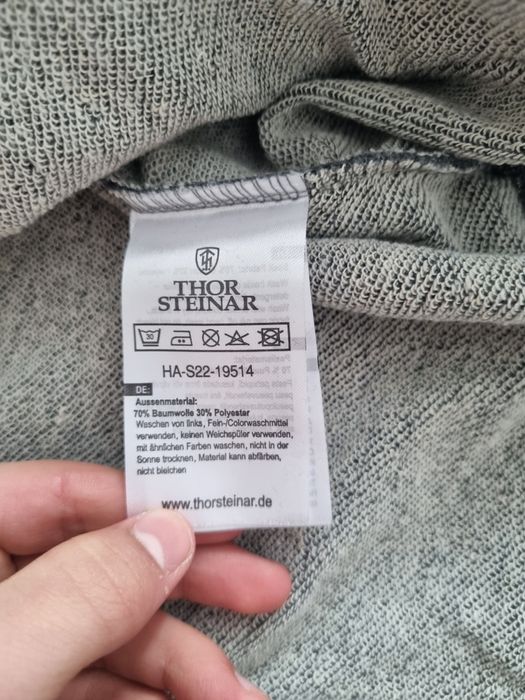 THOR
STEINAR
30
HA-S22-19514
DE:
Aussenmaterial:
70% Baumwolle 30% Polyester
Waschen von links, Fein-/Colorwaschmittel
verwenden, keinen Weichspüler verwenden,
mit ähnlichen Farben waschen, nicht in der
Sonne trocknen, Material kann abfärben,
nicht bleichen
www.thorsteinar.de